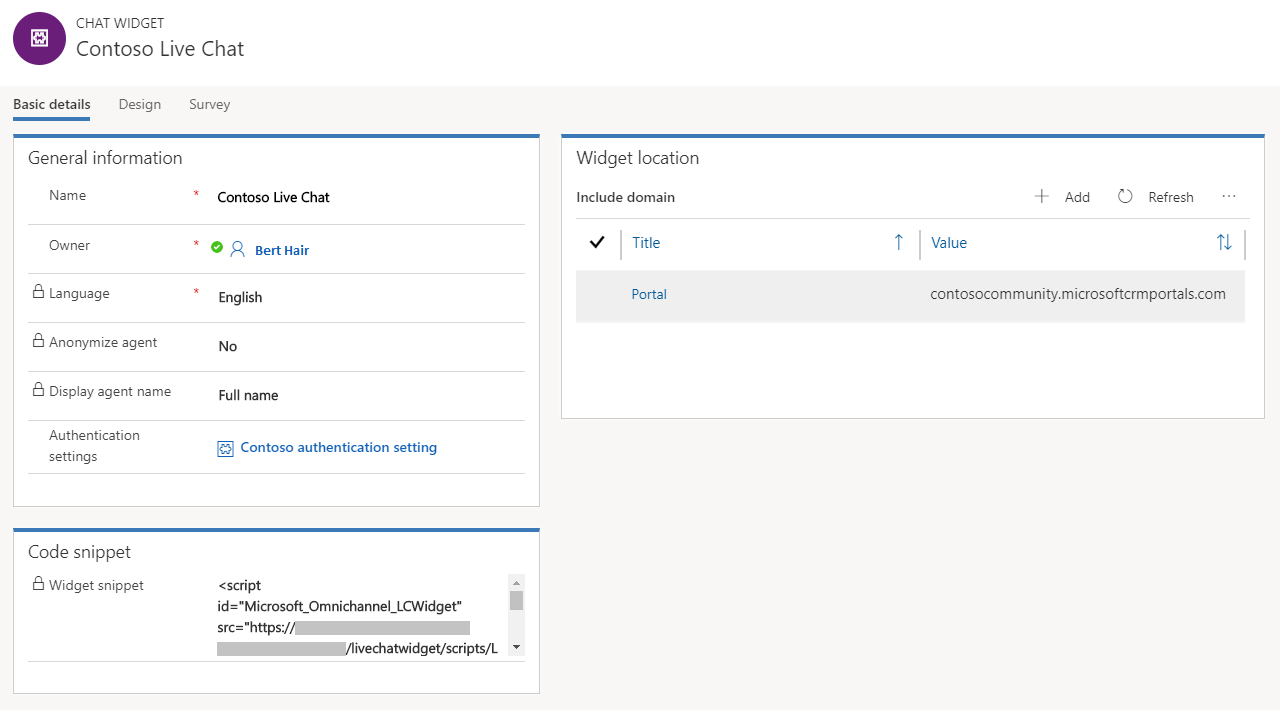 CHAT WIDGET
Contoso Live Chat
Basic details
Design
Survey
General information
Name *
Contoso Live Chat
Owner *
Bert Hair
Language *
English
Anonymize agent
No
Display agent name
Full name
Authentication
settings
Contoso authentication setting
Code snippet
Widget snippet
<script
id="Microsoft_Omnichannel_LCWidget"
src="https://
/livechatwidget/scripts/L
Widget location
Include domain
Add
Refresh
...
Title
Value
Portal
contosocommunity.microsoftcrmportals.com